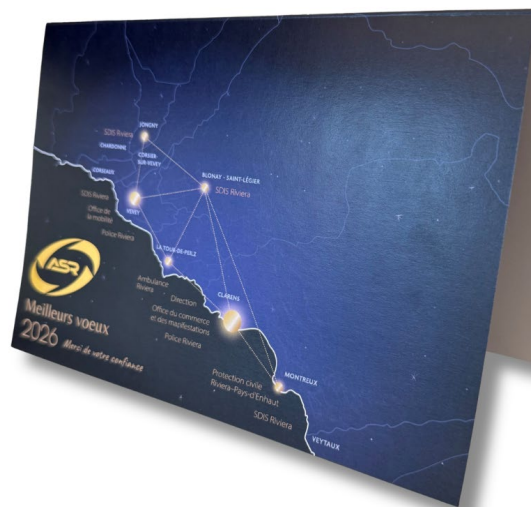 JONGNY
SDIS Riviera
CHARDONNE
CORSIER-
SUR-VEVEY
CORSEAUX
BLONAY - SAINT-LÉGIER
SDIS Riviera
SDIS Riviera
VEVEY
Office de
la mobilité
Police Riviera
LA TOUR-DE-PEILZ
Ambulance
Riviera
Direction
CLARENS
Office du commerce
et des manifestations
Police Riviera
Protection civile
Riviera-Pays-d'Enhaut
MONTREUX
SDIS Riviera
VEYTAUX
ASR
Meilleurs voeux
2026 Merci de votre confiance